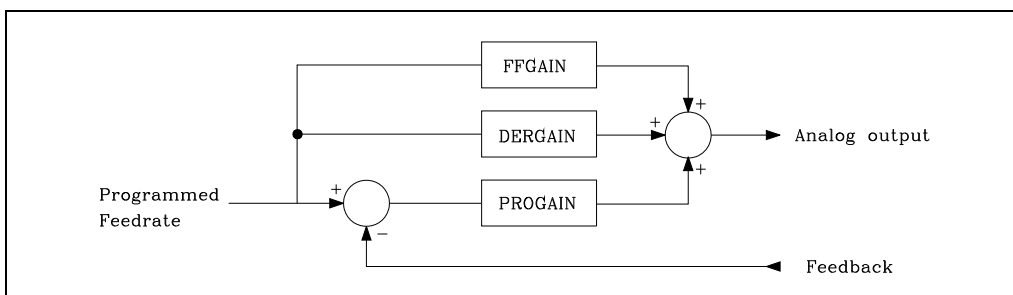 FFGAIN
+
DERGAIN
+
Analog output
Programmed
Feedrate
+
PROGAIN
+
−
Feedback